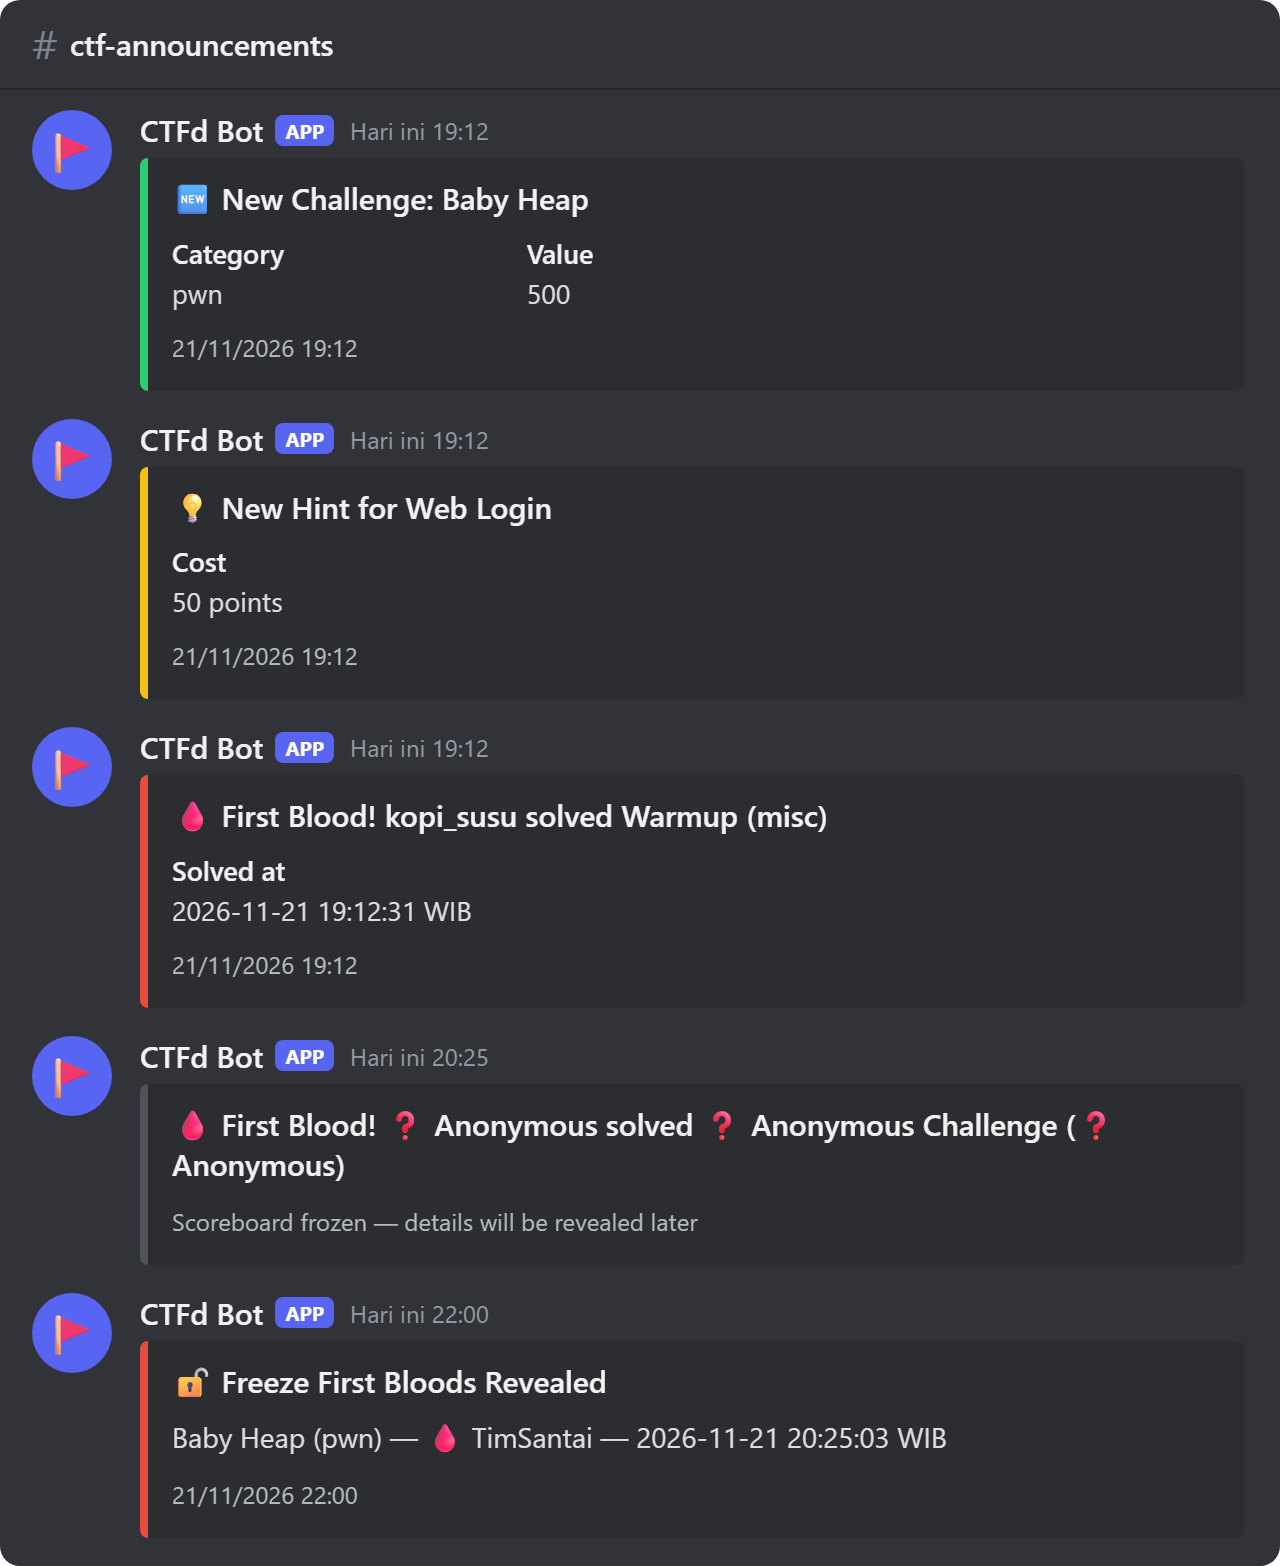 # ctf-announcements
CTFd Bot APP Hari ini 19:12
🆕 New Challenge: Baby Heap
Category Value
pwn 500
21/11/2026 19:12
CTFd Bot APP Hari ini 19:12
💡 New Hint for Web Login
Cost
50 points
21/11/2026 19:12
CTFd Bot APP Hari ini 19:12
🩸 First Blood! kopi_susu solved Warmup (misc)
Solved at
2026-11-21 19:12:31 WIB
21/11/2026 19:12
CTFd Bot APP Hari ini 20:25
🩸 First Blood! ❓ Anonymous solved ❓ Anonymous Challenge (❓
Anonymous)
Scoreboard frozen — details will be revealed later
CTFd Bot APP Hari ini 22:00
🔓 Freeze First Bloods Revealed
Baby Heap (pwn) — 🩸 TimSantai — 2026-11-21 20:25:03 WIB
21/11/2026 22:00